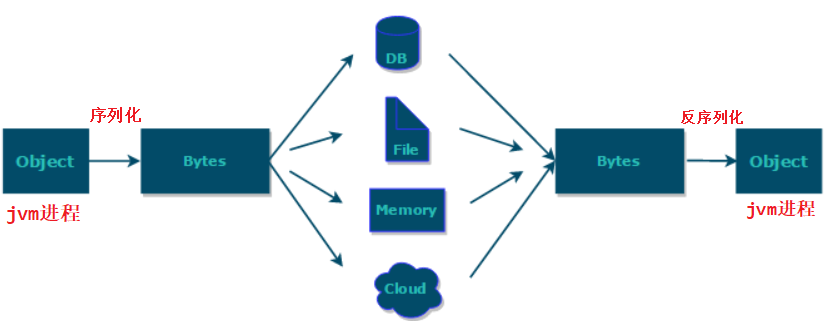 DB
序列化
反序列化
File
Object
Bytes
Bytes
Object
jvm进程
Memory
jvm进程
Cloud